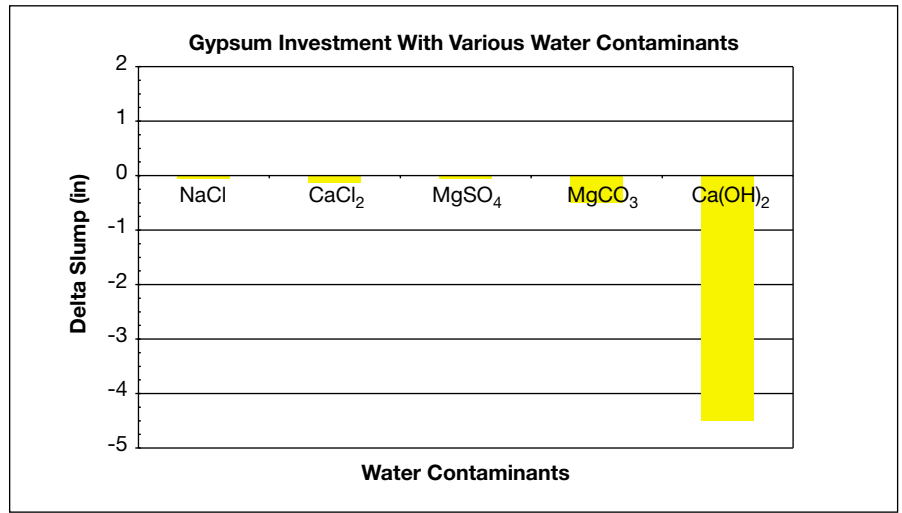 Gypsum Investment With Various Water Contaminants
2
1
0
NaCl CaCl₂ MgSO₄ MgCO₃ Ca(OH)₂
-1
-2
-3
-4
-5
Delta Slump (in)
Water Contaminants